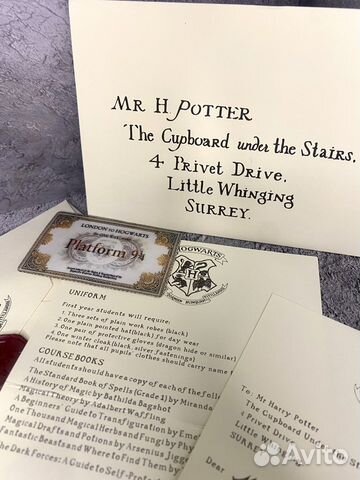 MR H POTTER
The Cupboard under the Stairs,
4 Privet Drive,
Little Whinging
SURREY.
LONDON TO HOGWARTS
Platform 9¾
HOGWARTS
UNIFORM
First year students will require:
1. Three sets of plain work robes (black)
2. One plain pointed hat (black) for day wear
3. One pair of protective gloves (dragon hide or similar)
4. One winter cloak (black, silver fastenings)
Please note that all pupils' clothes should carry name
COURSE BOOKS
All students should have a copy of each of the
The Standard Book of Spells (Grade 1) by Miranda
A History of Magic by Bathilda Bagshot
Magical Theory by Adalbert Waffling
A Beginners' Guide to Transfiguration by
One Thousand Magical Herbs and Fungi by
Magical Drafts and Potions by Arsenius
Fantastic Beasts and Where to Find Them by
The Dark Forces: A Guide to Self-
To, Mr Harry Potter
The Cupboard Under the
4 Privet Drive,
Little
SURREY
Dear
Avito